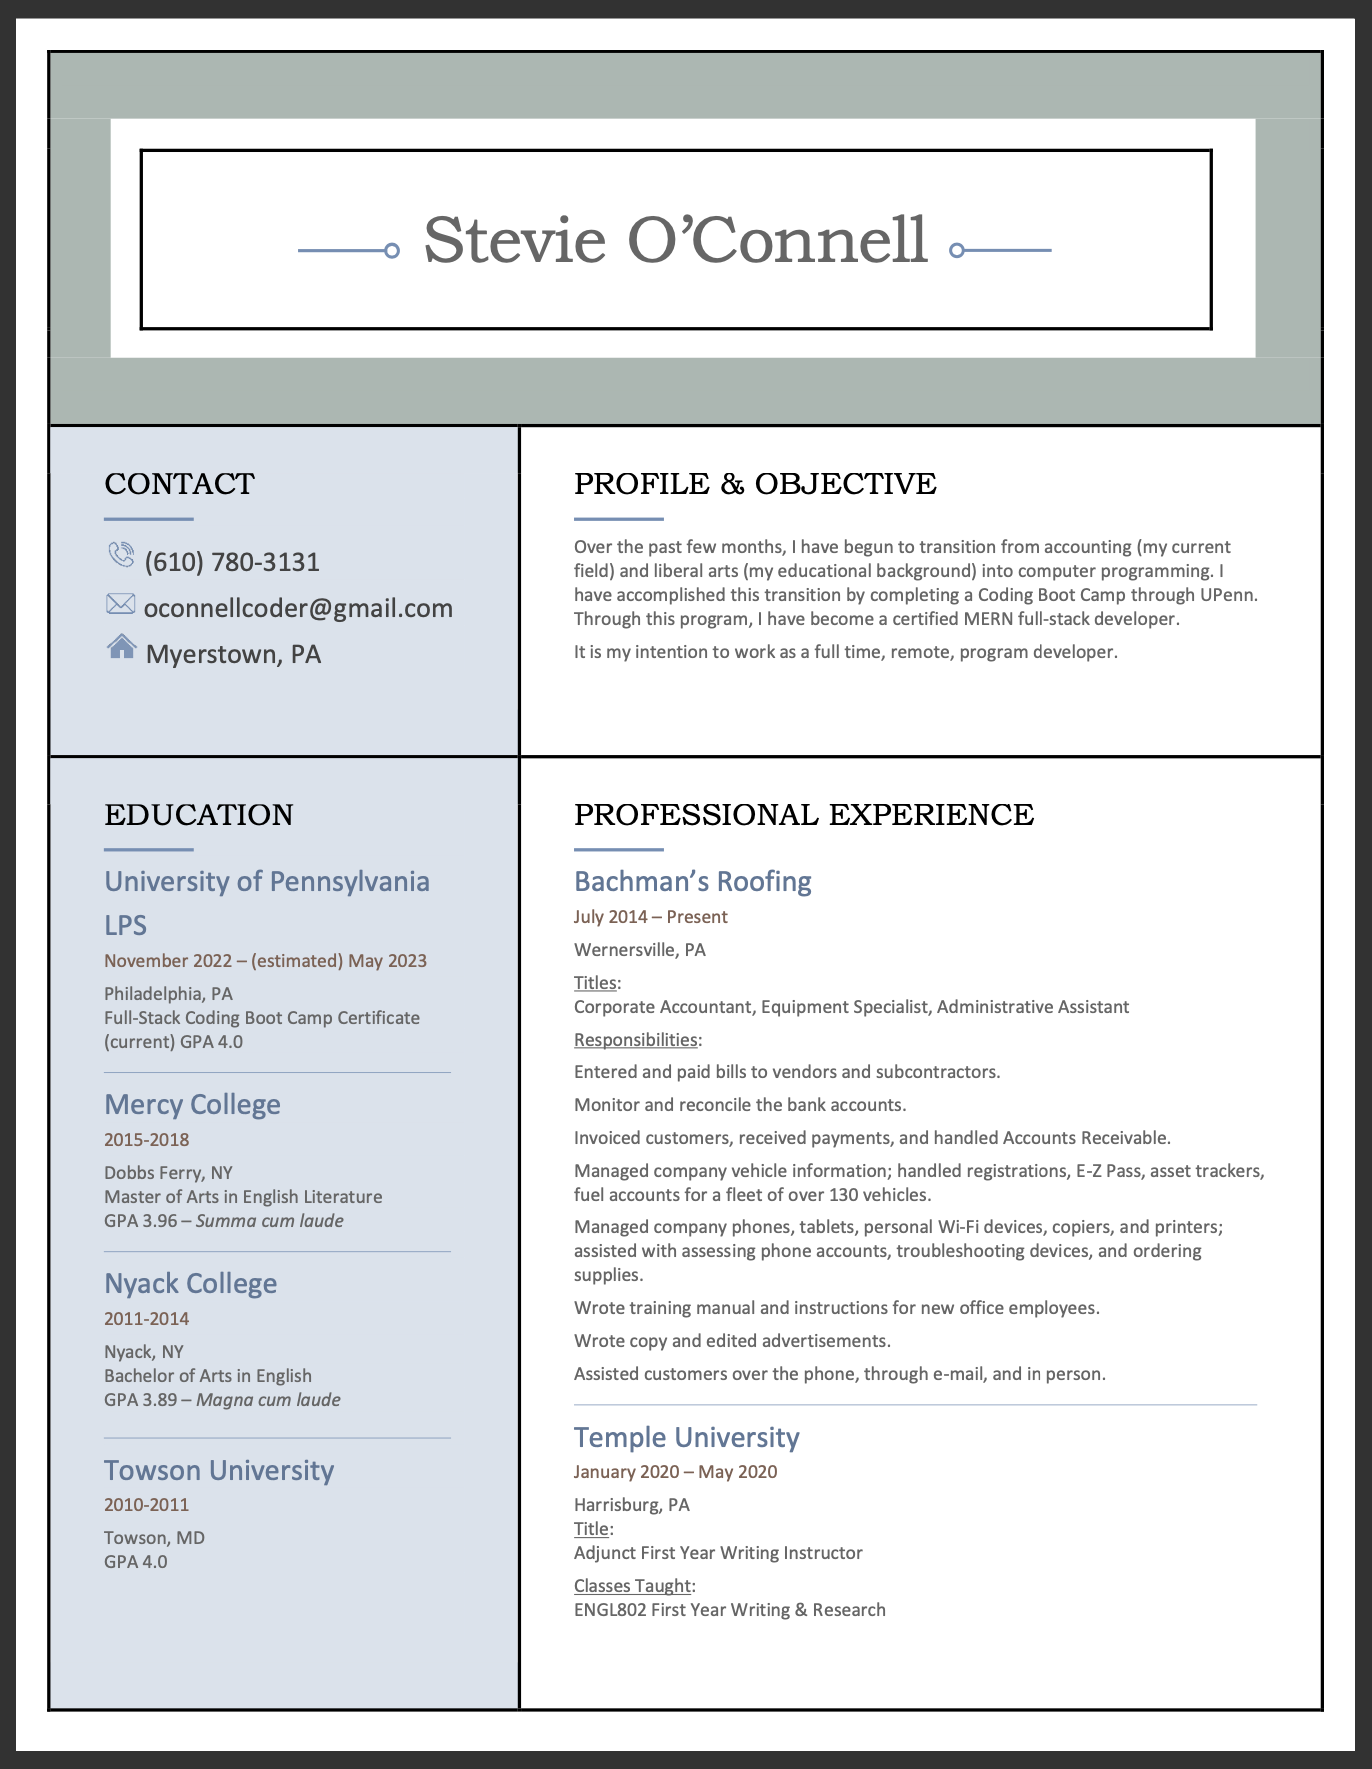 Stevie O’Connell
CONTACT
(610) 780-3131
oconnellcoder@gmail.com
Myerstown, PA
PROFILE & OBJECTIVE
Over the past few months, I have begun to transition from accounting (my current
field) and liberal arts (my educational background) into computer programming. I
have accomplished this transition by completing a Coding Boot Camp through UPenn.
Through this program, I have become a certified MERN full-stack developer.
It is my intention to work as a full time, remote, program developer.
EDUCATION
University of Pennsylvania
LPS
November 2022 – (estimated) May 2023
Philadelphia, PA
Full-Stack Coding Boot Camp Certificate
(current) GPA 4.0
Mercy College
2015-2018
Dobbs Ferry, NY
Master of Arts in English Literature
GPA 3.96 – Summa cum laude
Nyack College
2011-2014
Nyack, NY
Bachelor of Arts in English
GPA 3.89 – Magna cum laude
Towson University
2010-2011
Towson, MD
GPA 4.0
PROFESSIONAL EXPERIENCE
Bachman’s Roofing
July 2014 – Present
Wernersville, PA
Titles:
Corporate Accountant, Equipment Specialist, Administrative Assistant
Responsibilities:
Entered and paid bills to vendors and subcontractors.
Monitor and reconcile the bank accounts.
Invoiced customers, received payments, and handled Accounts Receivable.
Managed company vehicle information; handled registrations, E-Z Pass, asset trackers,
fuel accounts for a fleet of over 130 vehicles.
Managed company phones, tablets, personal Wi-Fi devices, copiers, and printers;
assisted with assessing phone accounts, troubleshooting devices, and ordering
supplies.
Wrote training manual and instructions for new office employees.
Wrote copy and edited advertisements.
Assisted customers over the phone, through e-mail, and in person.
Temple University
January 2020 – May 2020
Harrisburg, PA
Title:
Adjunct First Year Writing Instructor
Classes Taught:
ENGL802 First Year Writing & Research